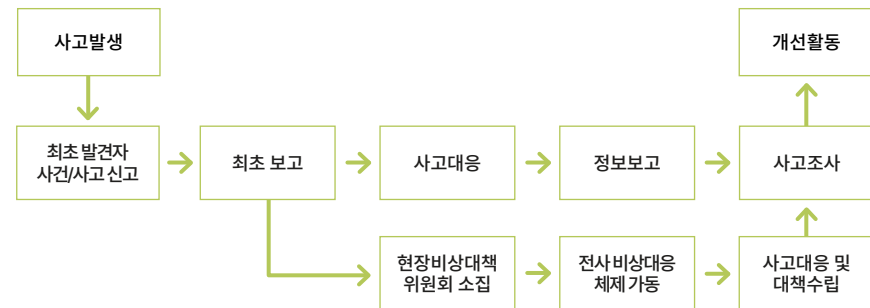 사고발생
개선활동
최초 발견자
사건/사고 신고
최초 보고
사고대응
정보보고
사고조사
현장비상대책
위원회 소집
전사 비상대응
체제 가동
사고대응 및
대책수립